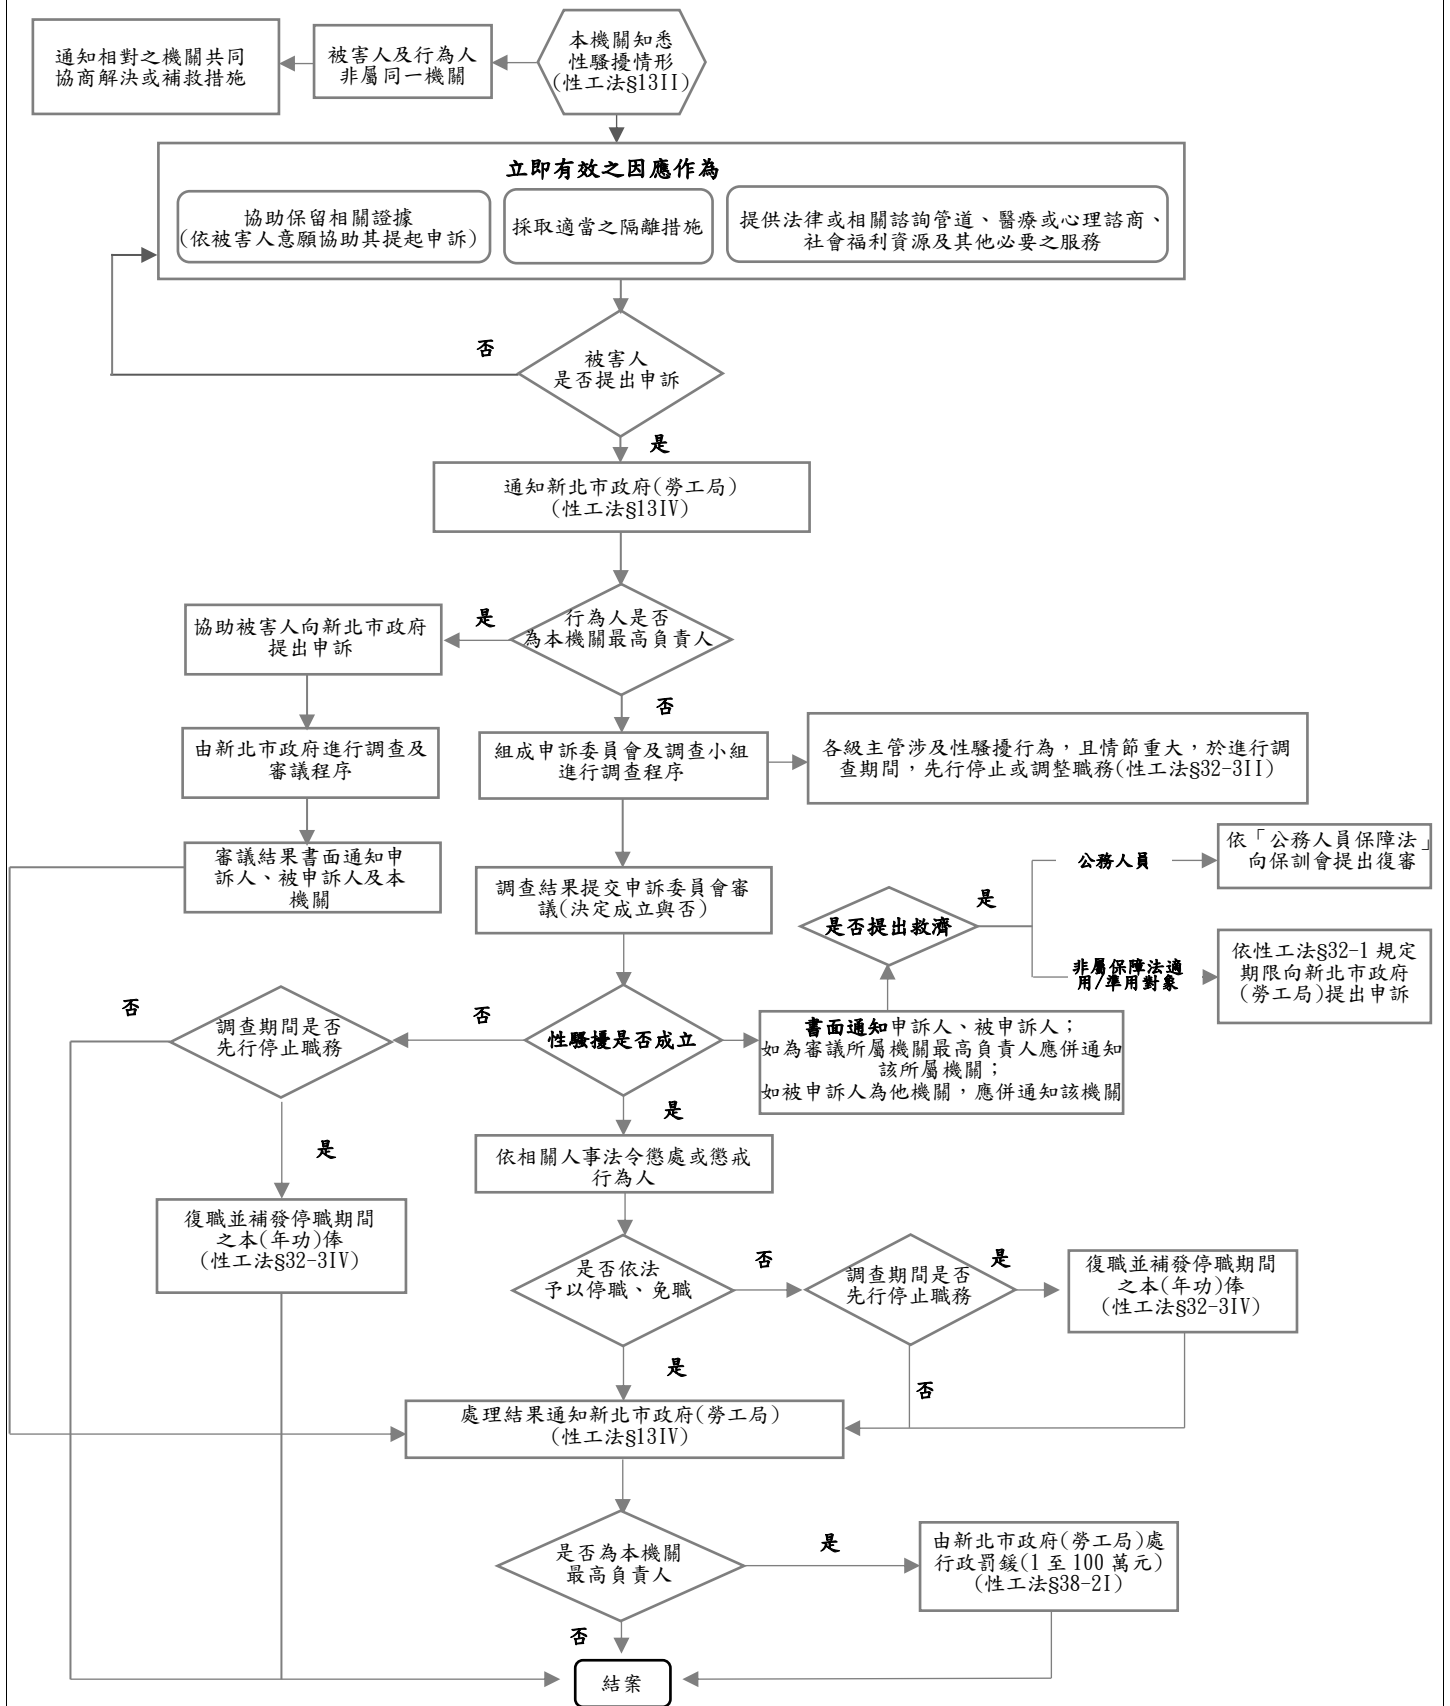 本機關知悉
性騷擾情形
(性工法§13II)
被害人及行為人
非屬同一機關
通知相對之機關共同
協商解決或補救措施
立即有效之因應作為
協助保留相關證據
(依被害人意願協助其提起申訴)
採取適當之隔離措施
提供法律或相關諮詢管道、醫療或心理諮商、
社會福利資源及其他必要之服務
否
被害人
是否提出申訴
是
通知新北市政府(勞工局)
(性工法§13IV)
行為人是否
為本機關最高負責人
是
協助被害人向新北市政府
提出申訴
由新北市政府進行調查及
審議程序
審議結果書面通知申
訴人、被申訴人及本
機關
否
組成申訴委員會及調查小組
進行調查程序
各級主管涉及性騷擾行為，且情節重大，於進行調
查期間，先行停止或調整職務(性工法§32-3II)
調查結果提交申訴委員會審
議(決定成立與否)
是否提出救濟
是
公務人員
依「公務人員保障法」
向保訓會提出復審
非屬保障法適
用/準用對象
依性工法§32-1 規定
期限向新北市政府
(勞工局)提出申訴
性騷擾是否成立
書面通知申訴人、被申訴人；
如為審議所屬機關最高負責人應併通知
該所屬機關；
如被申訴人為他機關，應併通知該機關
否
調查期間是否
先行停止職務
否
是
復職並補發停職期間
之本(年功)俸
(性工法§32-3IV)
是
依相關人事法令懲處或懲戒
行為人
是否依法
予以停職、免職
否
調查期間是否
先行停止職務
是
復職並補發停職期間
之本(年功)俸
(性工法§32-3IV)
是
否
處理結果通知新北市政府(勞工局)
(性工法§13IV)
是否為本機關
最高負責人
是
由新北市政府(勞工局)處
行政罰鍰(1 至 100 萬元)
(性工法§38-2I)
否
結案